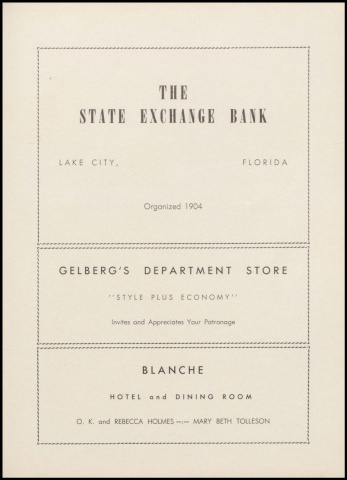 THE
STATE EXCHANGE BANK
LAKE CITY, FLORIDA
Organized 1904
GELBERG'S DEPARTMENT STORE
"STYLE PLUS ECONOMY"
Invites and Appreciates Your Patronage
BLANCHE
HOTEL and DINING ROOM
O. K. and REBECCA HOLMES —:— MARY BETH TOLLESON